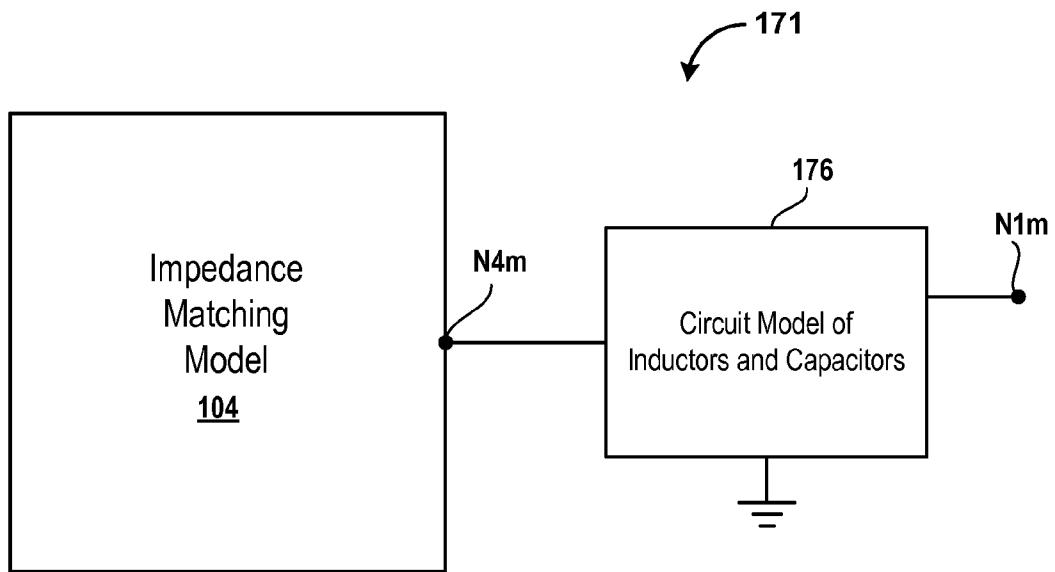 171
176
N1m
N4m
Impedance
Matching
Model
104
Circuit Model of
Inductors and Capacitors